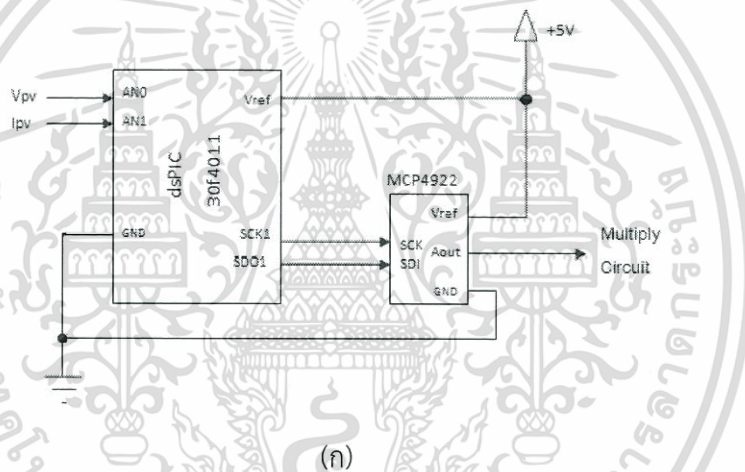 +5V
Vpv
AN0
Vref
Ipv
AN1
dsPIC
30f4011
MCP4922
Vref
GND
SCK1
SCK
Aout
Multiply
SDO1
SDI
Circuit
GND
(ก)